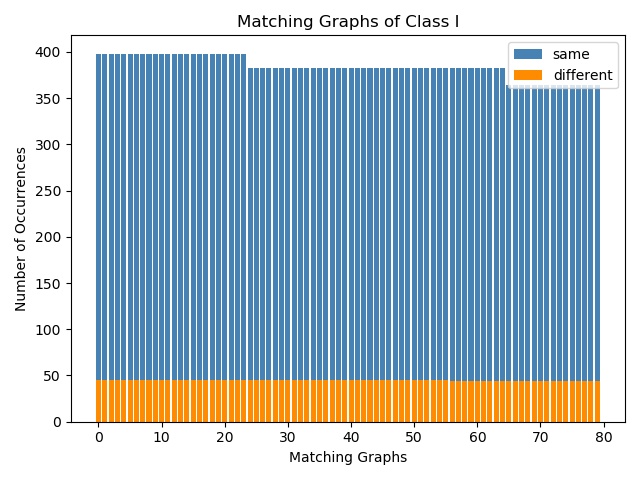 Matching Graphs of Class I
same
different
Number of Occurrences
400
350
300
250
200
150
100
50
0
0 10 20 30 40 50 60 70 80
Matching Graphs